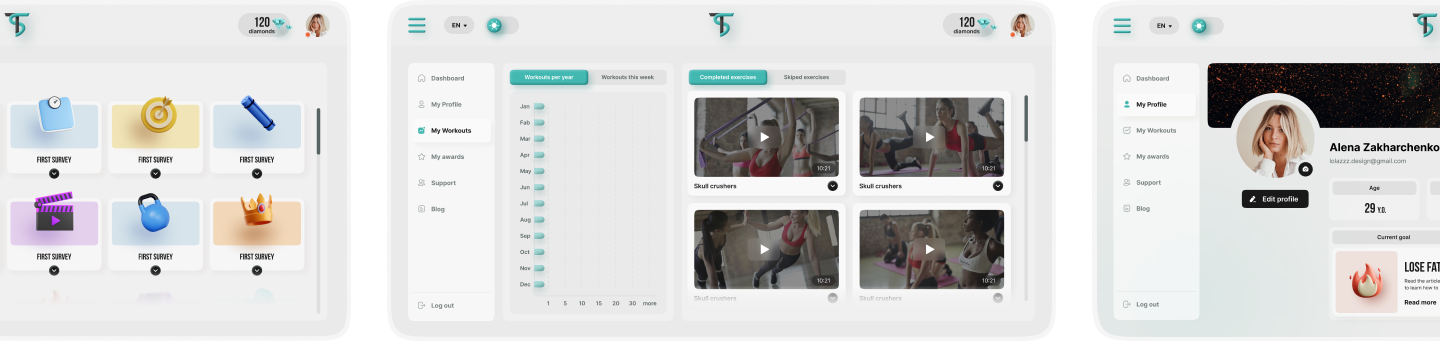 120
diamonds
FIRST SURVEY
FIRST SURVEY
FIRST SURVEY
FIRST SURVEY
FIRST SURVEY
FIRST SURVEY
EN
120
diamonds
Dashboard
My Profile
My Workouts
My awards
Support
Blog
Log out
Workouts per year
Workouts this week
Jan
Fab
Mar
Apr
May
Jun
Jul
Aug
Sep
Oct
Nov
Dec
1 5 10 15 20 30 more
Completed exercises
Skiped exercises
10:21
Skull crushers
10:21
Skull crushers
10:21
Skull crushers
10:21
Skull crushers
EN
Dashboard
My Profile
My Workouts
My awards
Support
Blog
Log out
Alena Zakharchenko
lolazzz.design@gmail.com
Edit profile
Age
29 Y.O.
Current goal
LOSE FAT
Read the article
to learn how to
Read more